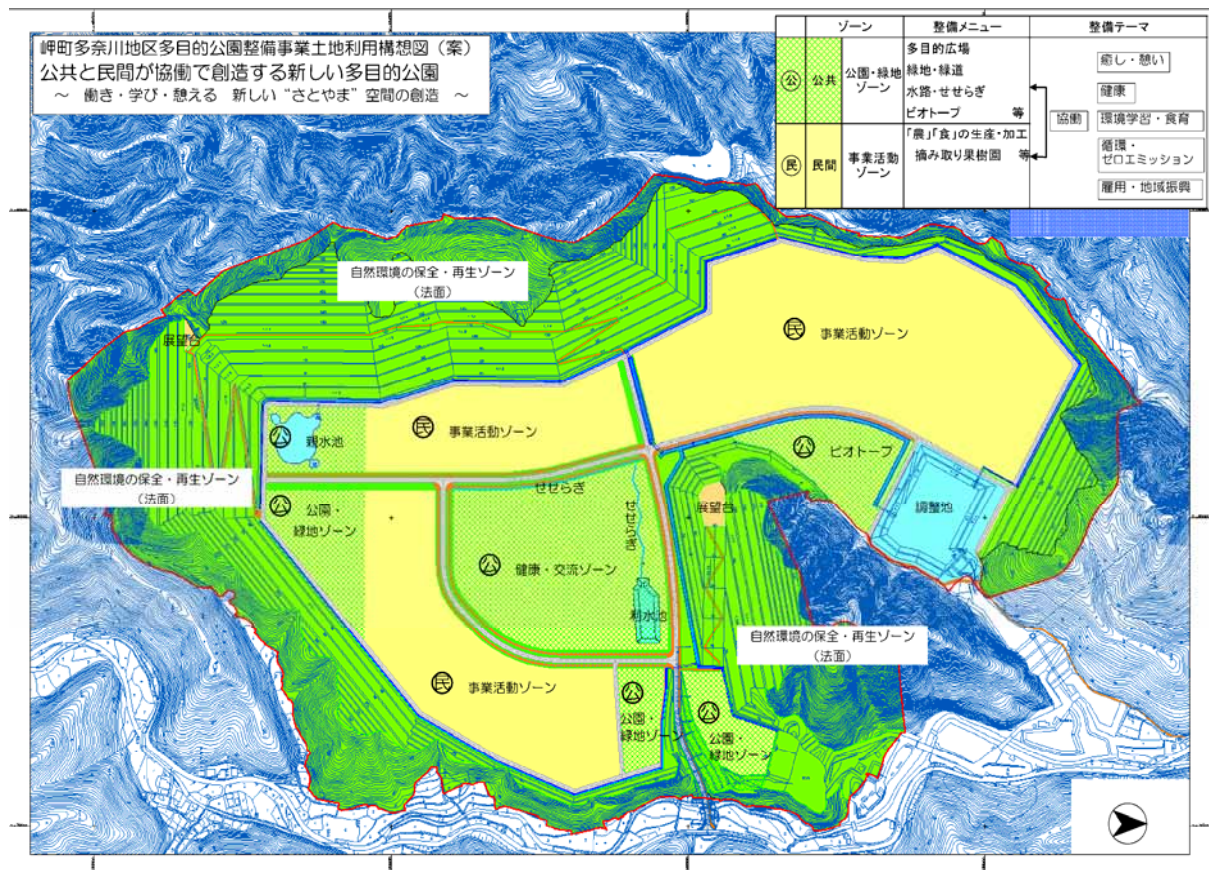 岬町多奈川地区多目的公園整備事業土地利用構想図（案）
公共と民間が協働で創造する新しい多目的公園
～ 働き・学び・憩える 新しい“さとやま”空間の創造 ～
ゾーン
整備メニュー
整備テーマ
公
公共
公園・緑地
ゾーン
多目的広場
緑地・緑道
水路・せせらぎ
ビオトープ 等
民
民間
事業活動
ゾーン
「農」「食」の生産・加工
摘み取り果樹園 等
協働
癒し・憩い
健康
環境学習・食育
循環・
ゼロエミッション
雇用・地域振興
自然環境の保全・再生ゾーン
（法面）
展望台
民 事業活動ゾーン
公 親水池
民 事業活動ゾーン
公 ビオトープ
自然環境の保全・再生ゾーン
（法面）
せせらぎ
公 公園・
緑地ゾーン
せせらぎ
展望台
調整池
公 健康・交流ゾーン
利水池
自然環境の保全・再生ゾーン
（法面）
民 事業活動ゾーン
公
公園・
緑地ゾーン
公
公園・
緑地ゾーン